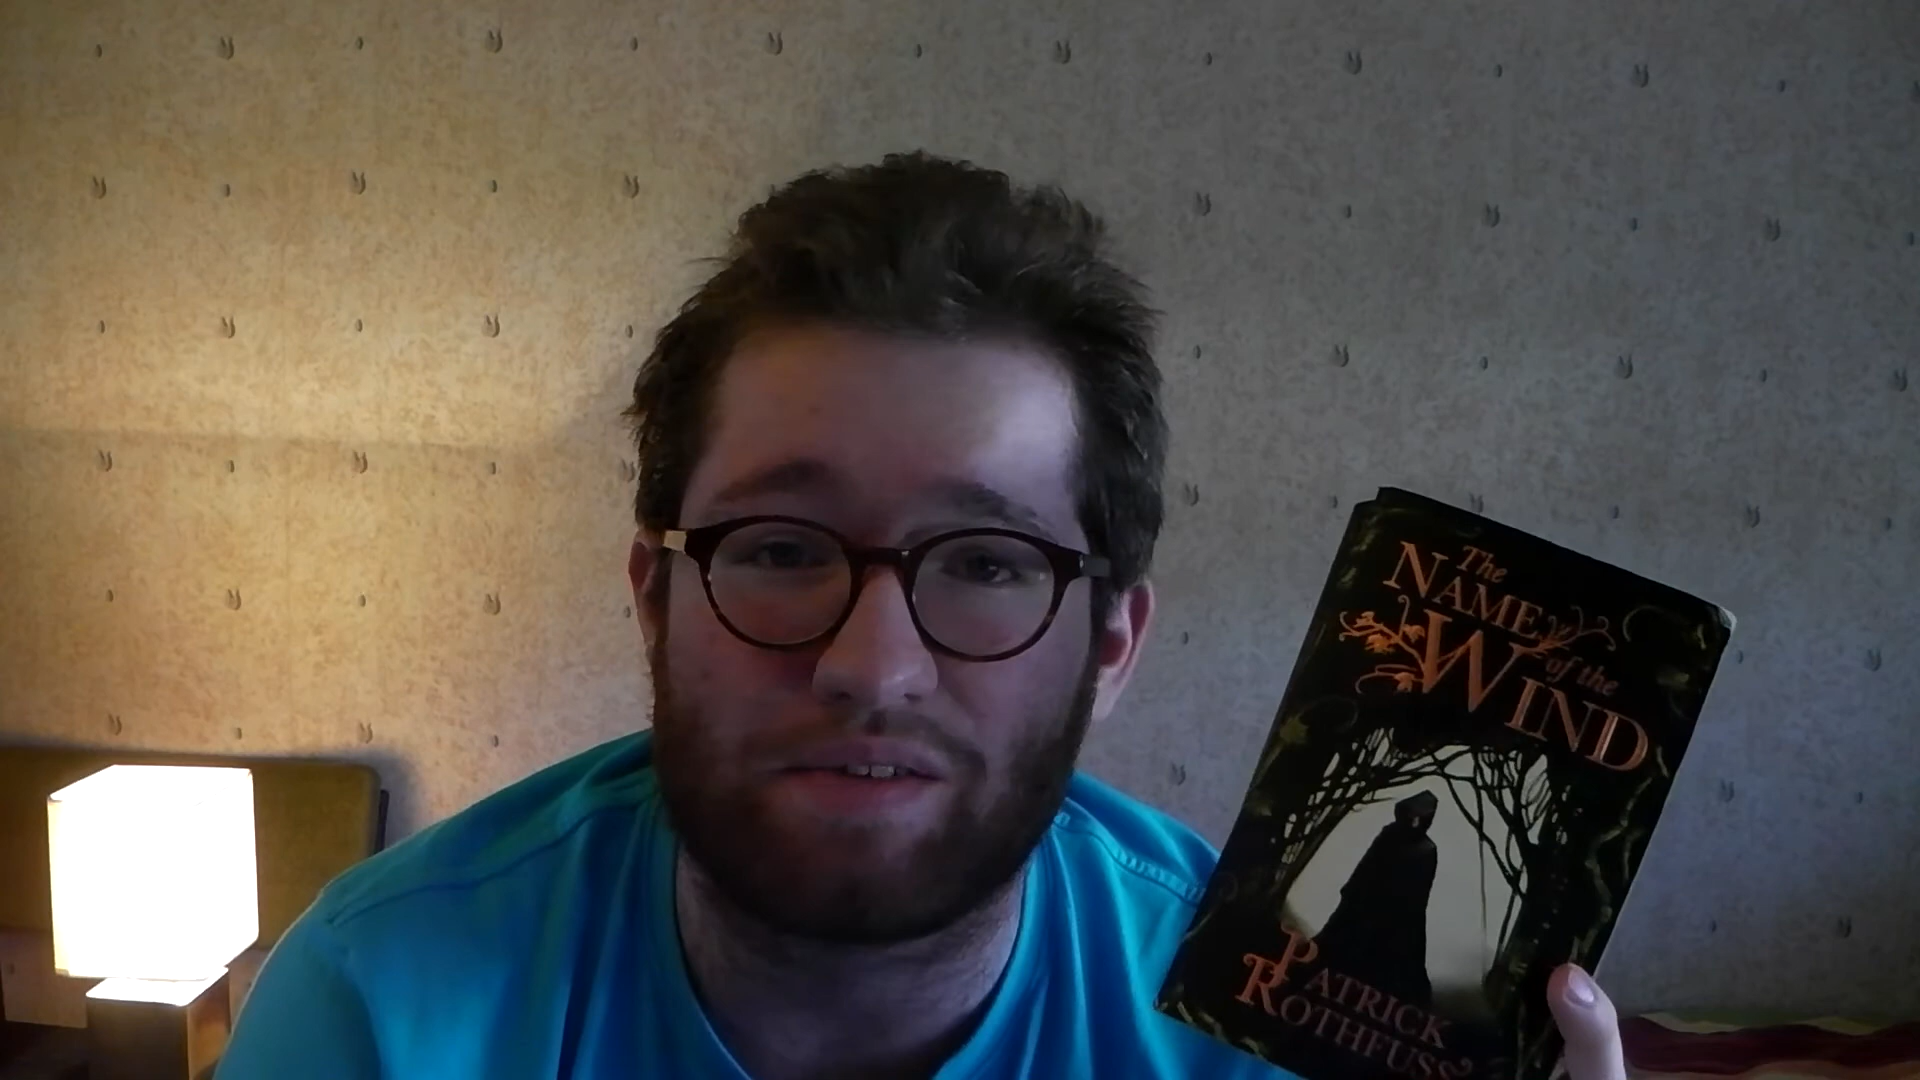 The
NAME
of the
WIND
PATRICK
ROTHFUSS